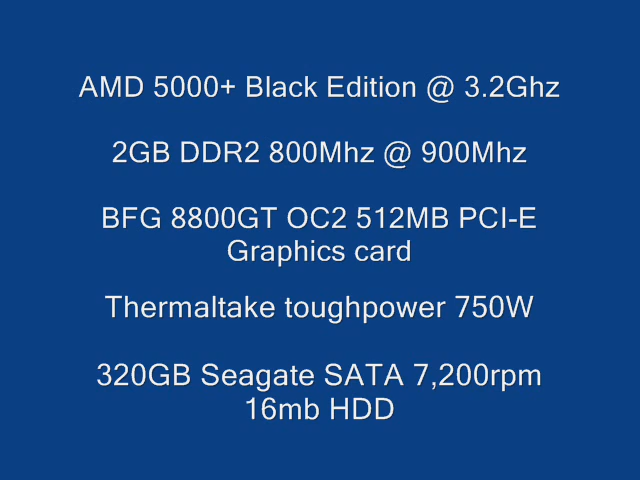 AMD 5000+ Black Edition @ 3.2Ghz
2GB DDR2 800Mhz @ 900Mhz
BFG 8800GT OC2 512MB PCI-E
Graphics card
Thermaltake toughpower 750W
320GB Seagate SATA 7,200rpm
16mb HDD